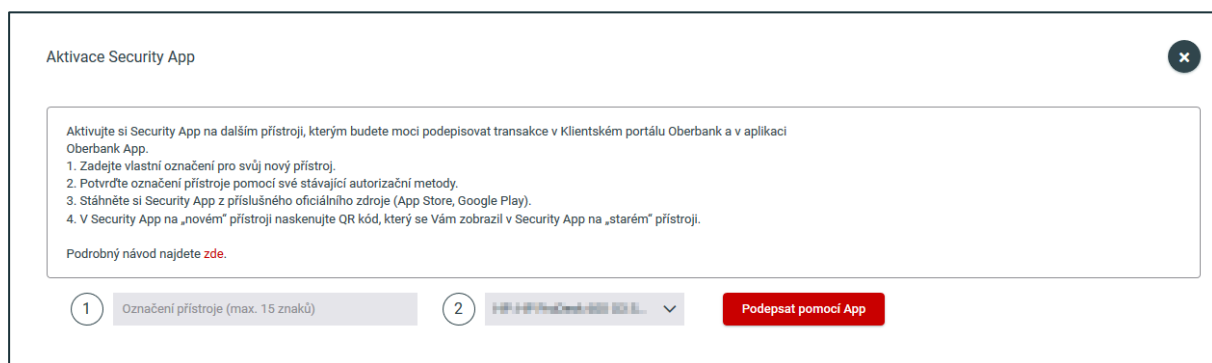 Aktivace Security App
Aktivujte si Security App na dalším přístroji, kterým budete moci podepisovat transakce v Klientském portálu Oberbank a v aplikaci
Oberbank App.
1. Zadejte vlastní označení pro svůj nový přístroj.
2. Potvrďte označení přístroje pomocí své stávající autorizační metody.
3. Stáhněte si Security App z příslušného oficiálního zdroje (App Store, Google Play).
4. V Security App na „novém“ přístroji naskenujte QR kód, který se Vám zobrazil v Security App na „starém“ přístroji.
Podrobný návod najdete zde.
1 Označení přístroje (max. 15 znaků) 2 Podepsat pomocí App